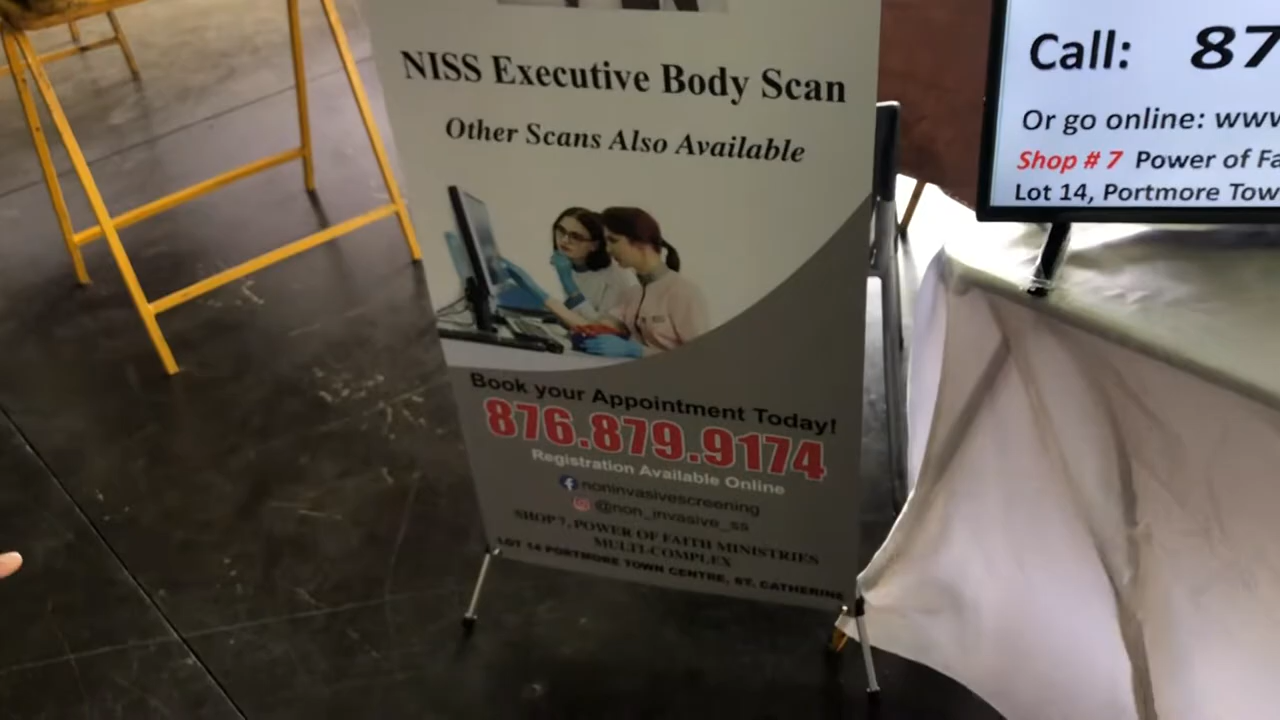 NISS Executive Body Scan
Other Scans Also Available
Book your Appointment Today!
876.879.9174
Registration Available Online
noninvasivescreening
@non_invasive_ss
SHOP 7, POWER OF FAITH MINISTRIES
MULTI-COMPLEX
LOT 14 PORTMORE TOWN CENTRE, ST. CATHERINE
Call: 87
Or go online: www
Shop # 7 Power of Fa
Lot 14, Portmore Tow